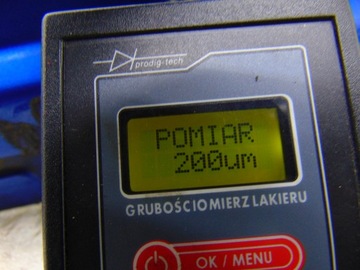 prodig-tech
POMIAR
200um
GRUBOŚCIOMIERZ LAKIERU
OK / MENU